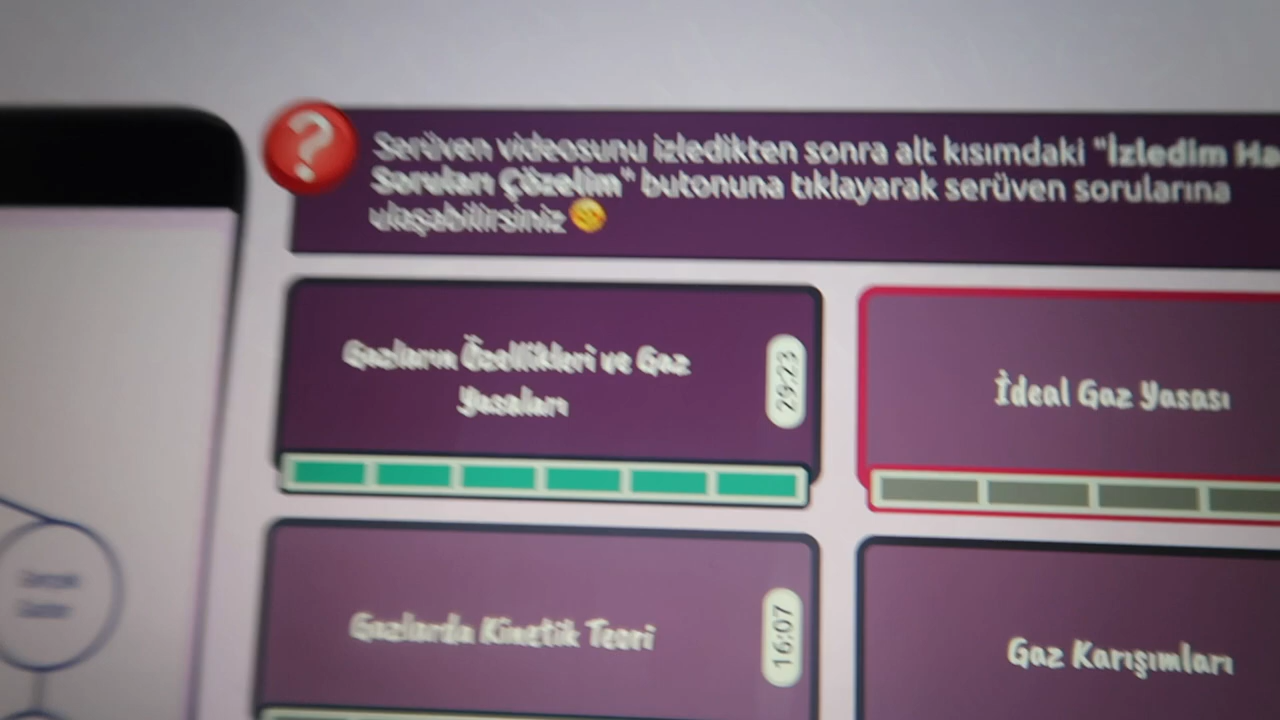 ?
Serüven videosunu izledikten sonra alt kısımdaki "İzledim Ha
Soruları Çözelim" butonuna tıklayarak serüven sorularına
ulaşabilirsiniz
Gazların Özellikleri ve Gaz
Yasaları
29:23
İdeal Gaz Yasası
Gazlarda Kinetik Teori
16:07
Gaz Karışımları